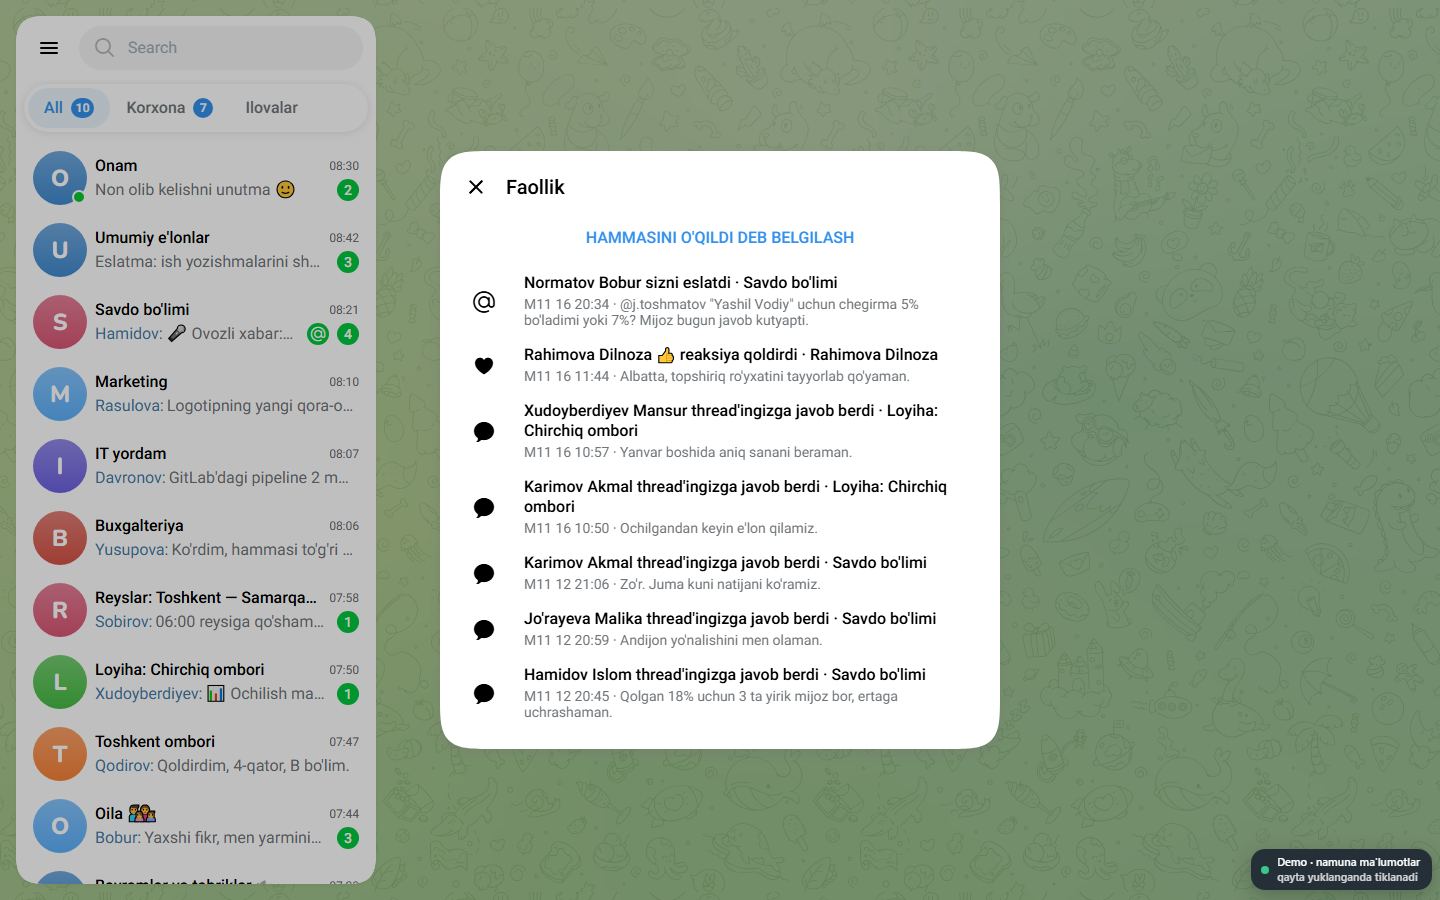 Search
All 10 Korxona 7 Ilovalar
O Onam 08:30
Non olib kelishni unutma 🙂 2
U Umumiy e'lonlar 08:42
Eslatma: ish yozishmalarini sh... 3
S Savdo bo'limi 08:21
Hamidov: 🎤 Ovozli xabar:... @ 4
M Marketing 08:10
Rasulova: Logotipning yangi qora-o...
I IT yordam 08:07
Davronov: GitLab'dagi pipeline 2 m...
B Buxgalteriya 08:06
Yusupova: Ko'rdim, hammasi to'g'ri ...
R Reyslar: Toshkent — Samarqa... 07:58
Sobirov: 06:00 reysiga qo'sham... 1
L Loyiha: Chirchiq ombori 07:50
Xudoyberdiyev: 📊 Ochilish ma... 1
T Toshkent ombori 07:47
Qodirov: Qoldirdim, 4-qator, B bo'lim.
O Oila 👨‍👩‍👧 07:44
Bobur: Yaxshi fikr, men yarmini... 3
Faollik
HAMMASINI O'QILDI DEB BELGILASH
Normatov Bobur sizni eslatdi · Savdo bo'limi
M11 16 20:34 · @j.toshmatov "Yashil Vodiy" uchun chegirma 5%
bo'ladimi yoki 7%? Mijoz bugun javob kutyapti.
Rahimova Dilnoza 👍 reaksiya qoldirdi · Rahimova Dilnoza
M11 16 11:44 · Albatta, topshiriq ro'yxatini tayyorlab qo'yaman.
Xudoyberdiyev Mansur thread'ingizga javob berdi · Loyiha:
Chirchiq ombori
M11 16 10:57 · Yanvar boshida aniq sanani beraman.
Karimov Akmal thread'ingizga javob berdi · Loyiha: Chirchiq
ombori
M11 16 10:50 · Ochilgandan keyin e'lon qilamiz.
Karimov Akmal thread'ingizga javob berdi · Savdo bo'limi
M11 12 21:06 · Zo'r. Juma kuni natijani ko'ramiz.
Jo'rayeva Malika thread'ingizga javob berdi · Savdo bo'limi
M11 12 20:59 · Andijon yo'nalishini men olaman.
Hamidov Islom thread'ingizga javob berdi · Savdo bo'limi
M11 12 20:45 · Qolgan 18% uchun 3 ta yirik mijoz bor, ertaga
uchrashaman.
Demo · namuna ma'lumotlar
qayta yuklanganda tiklanadi